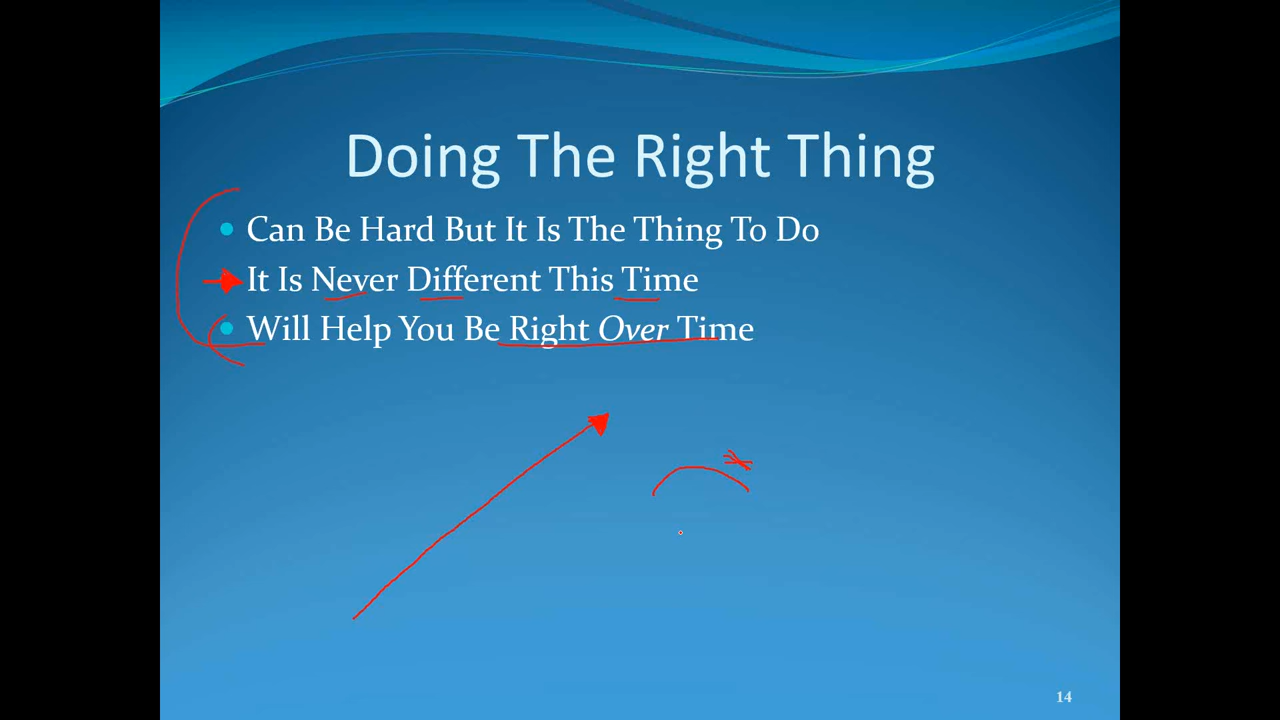 Doing The Right Thing
Can Be Hard But It Is The Thing To Do
It Is Never Different This Time
Will Help You Be Right Over Time
14